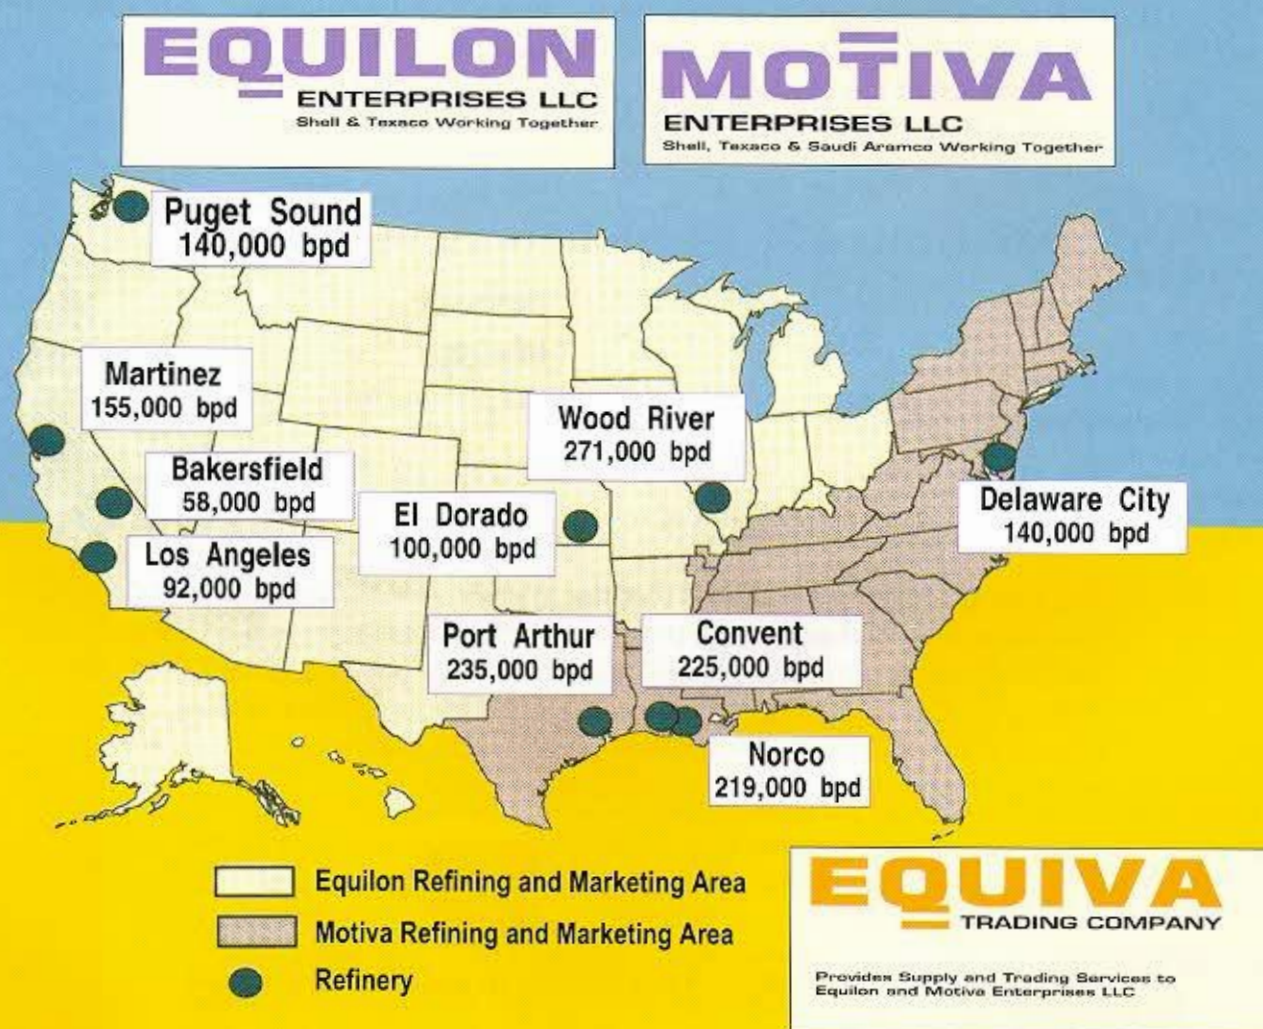 EQUILON
ENTERPRISES LLC
Shell & Texaco Working Together
MOTIVA
ENTERPRISES LLC
Shell, Texaco & Saudi Aramco Working Together
Puget Sound
140,000 bpd
Martinez
155,000 bpd
Bakersfield
58,000 bpd
Los Angeles
92,000 bpd
El Dorado
100,000 bpd
Wood River
271,000 bpd
Delaware City
140,000 bpd
Port Arthur
235,000 bpd
Convent
225,000 bpd
Norco
219,000 bpd
Equilon Refining and Marketing Area
Motiva Refining and Marketing Area
Refinery
EQUIVA
TRADING COMPANY
Provides Supply and Trading Services to
Equilon and Motiva Enterprises LLC